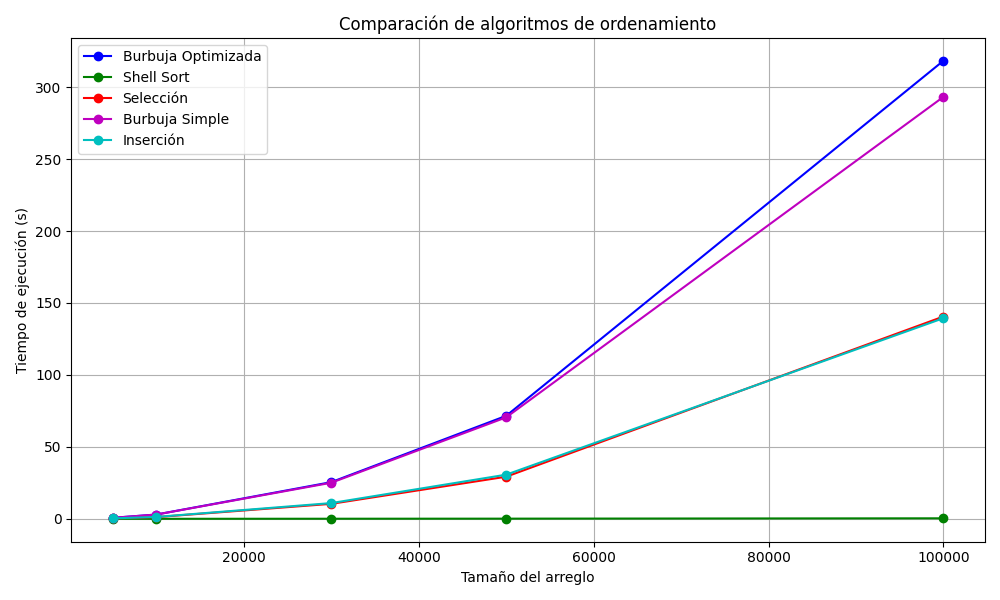 Comparación de algoritmos de ordenamiento
Burbuja Optimizada
Shell Sort
Selección
Burbuja Simple
Inserción
Tiempo de ejecución (s)
300
250
200
150
100
50
0
20000 40000 60000 80000 100000
Tamaño del arreglo